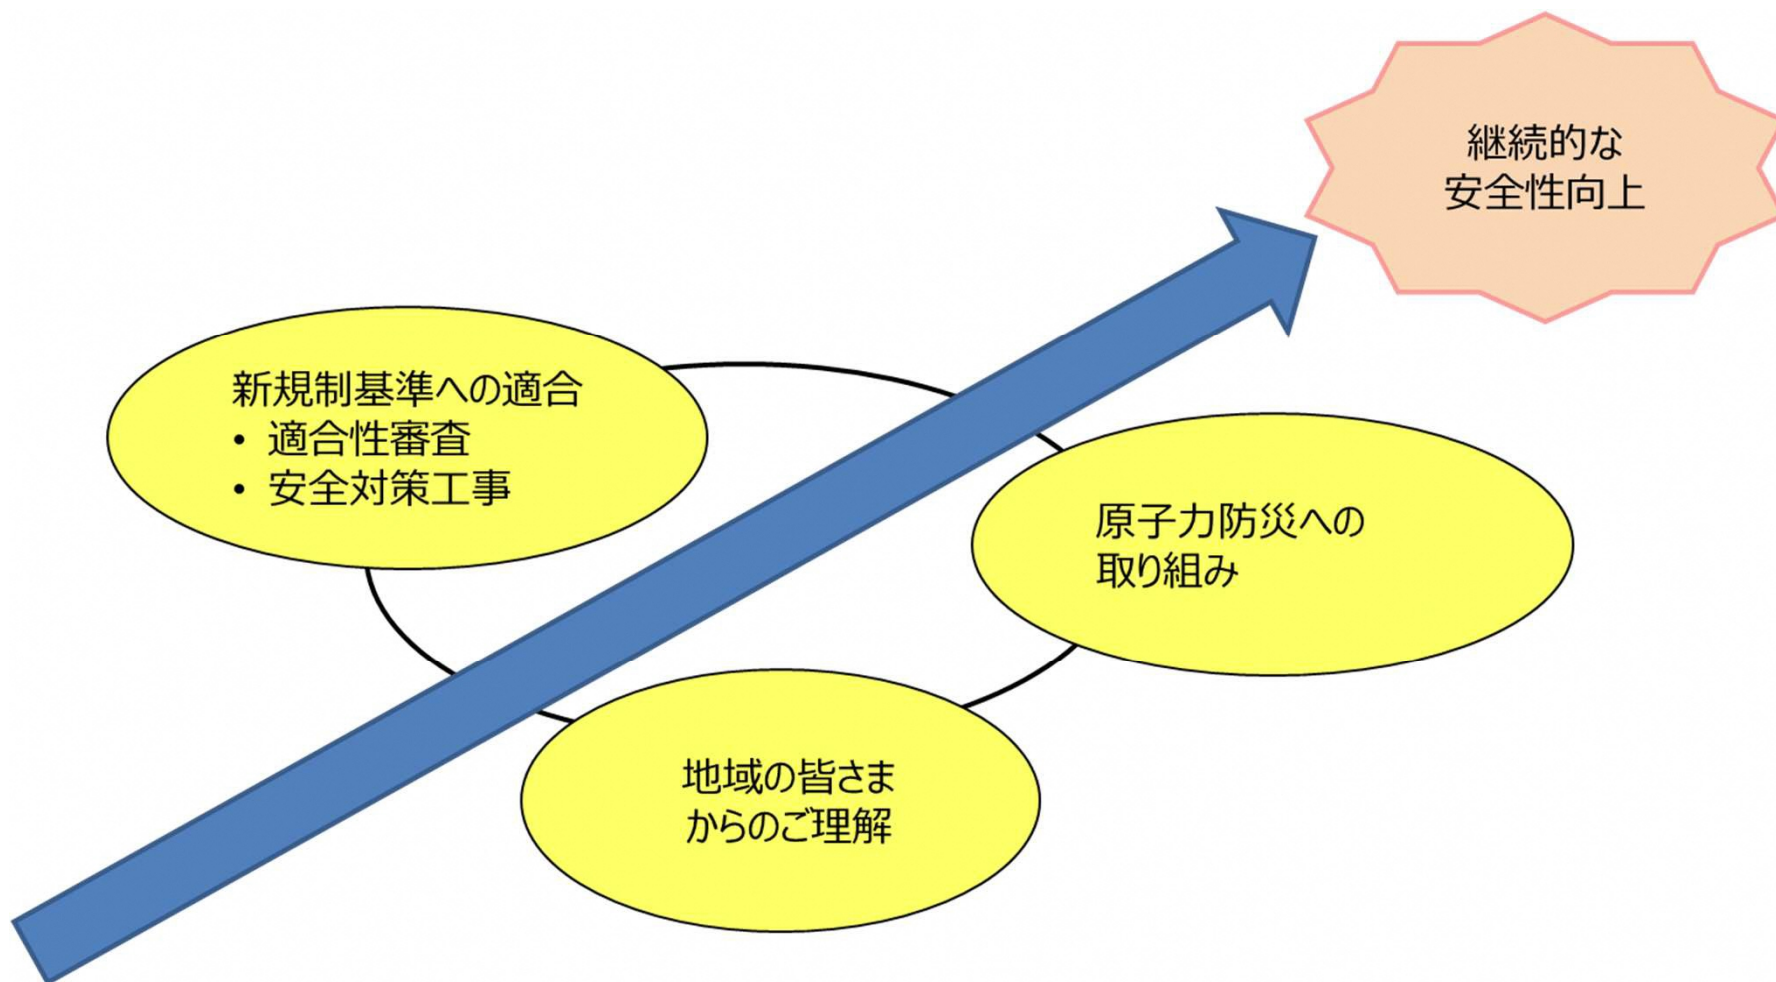 継続的な
安全性向上
新規制基準への適合
• 適合性審査
• 安全対策工事
原子力防災への
取り組み
地域の皆さま
からのご理解